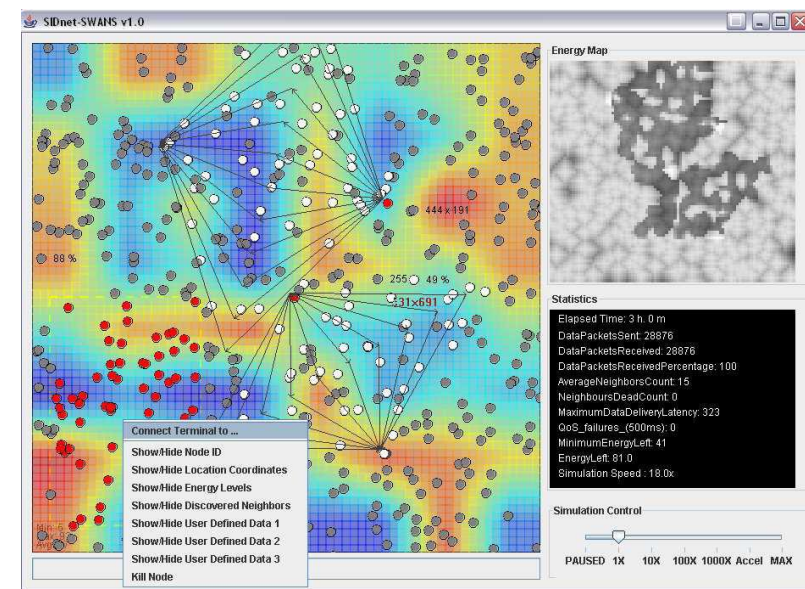 SIDnet-SWANS v1.0
Energy Map
444 x 191
88 %
255
49 %
31x691
Statistics
Elapsed Time: 3 h. 0 m
DataPacketsSent: 28876
DataPacketsReceived: 28876
DataPacketsReceivedPercentage: 100
AverageNeighborsCount: 15
NeighboursDeadCount: 0
MaximumDataDeliveryLatency: 323
QoS_failures_(500ms): 0
MinimumEnergyLeft: 41
EnergyLeft: 81.0
Simulation Speed : 18.0x
Connect Terminal to ...
Show/Hide Node ID
Show/Hide Location Coordinates
Show/Hide Energy Levels
Show/Hide Discovered Neighbors
Show/Hide User Defined Data 1
Show/Hide User Defined Data 2
Show/Hide User Defined Data 3
Kill Node
Simulation Control
PAUSED 1X 10X 100X 1000X Accel MAX